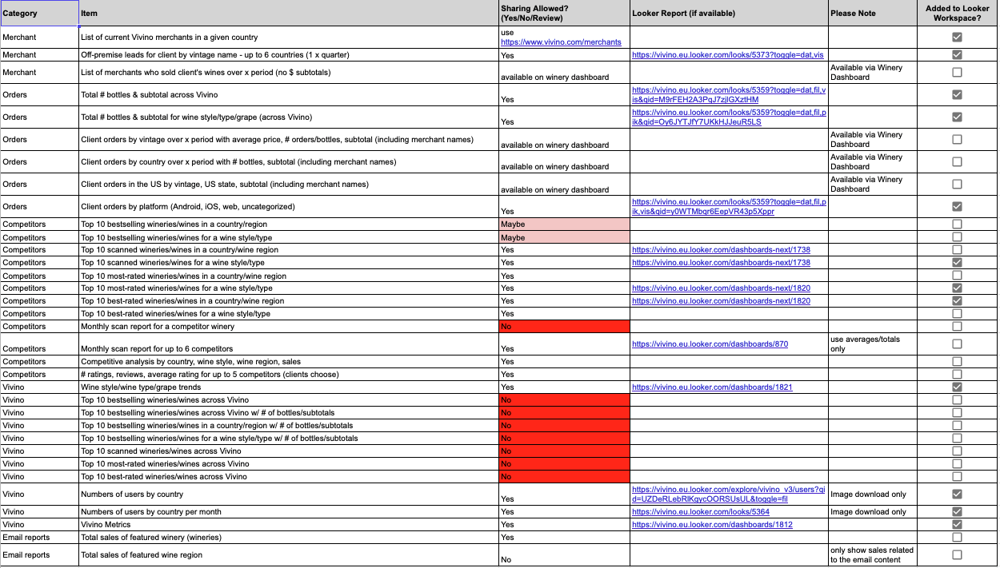 Category Item Sharing Allowed? (Yes/No/Review) Looker Report (if available) Please Note Added to Looker Workspace?
Merchant List of current Vivino merchants in a given country use https://www.vivino.com/merchants
Merchant Off-premise leads for client by vintage name - up to 6 countries (1 x quarter) Yes https://vivino.eu.looker.com/looks/5373?toggle=dat,vis
Merchant List of merchants who sold client's wines over x period (no $ subtotals) available on winery dashboard Available via Winery Dashboard
Orders Total # bottles & subtotal across Vivino Yes https://vivino.eu.looker.com/looks/5359?toggle=dat,fil,vis&qid=M9rFEH2A3PqJ7zjlGXztHM
Orders Total # bottles & subtotal for wine style/type/grape (across Vivino) Yes https://vivino.eu.looker.com/looks/5359?toggle=dat,fil,pik&qid=Oy6JYTJfY7UKkHJJeuR5LS
Orders Client orders by vintage over x period with average price, # orders/bottles, subtotal (including merchant names) available on winery dashboard Available via Winery Dashboard
Orders Client orders by country over x period with # bottles, subtotal (including merchant names) available on winery dashboard Available via Winery Dashboard
Orders Client orders in the US by vintage, US state, subtotal (including merchant names) available on winery dashboard Available via Winery Dashboard
Orders Client orders by platform (Android, iOS, web, uncategorized) Yes https://vivino.eu.looker.com/looks/5359?toggle=dat,fil,pik,vis&qid=y0WTMbqr6EepVR43p5Xppr
Competitors Top 10 bestselling wineries/wines in a country/region Maybe
Competitors Top 10 bestselling wineries/wines for a wine style/type Maybe
Competitors Top 10 scanned wineries/wines in a country/wine region Yes https://vivino.eu.looker.com/dashboards-next/1738
Competitors Top 10 scanned wineries/wines for a wine style/type Yes https://vivino.eu.looker.com/dashboards-next/1738
Competitors Top 10 most-rated wineries/wines in a country/wine region Yes
Competitors Top 10 most-rated wineries/wines for a wine style/type Yes https://vivino.eu.looker.com/dashboards-next/1820
Competitors Top 10 best-rated wineries/wines in a country/wine region Yes https://vivino.eu.looker.com/dashboards-next/1820
Competitors Top 10 best-rated wineries/wines for a wine style/type Yes
Competitors Monthly scan report for a competitor winery No
Competitors Monthly scan report for up to 6 competitors Yes https://vivino.eu.looker.com/dashboards/870 use averages/totals only
Competitors Competitive analysis by country, wine style, wine region, sales Yes
Competitors # ratings, reviews, average rating for up to 5 competitors (clients choose) Yes
Vivino Wine style/wine type/grape trends Yes https://vivino.eu.looker.com/dashboards/1821
Vivino Top 10 bestselling wineries/wines across Vivino No
Vivino Top 10 bestselling wineries/wines across Vivino w/ # of bottles/subtotals No
Vivino Top 10 bestselling wineries/wines in a country/region w/ # of bottles/subtotals No
Vivino Top 10 bestselling wineries/wines for a wine style/type w/ # of bottles/subtotals No
Vivino Top 10 scanned wineries/wines across Vivino No
Vivino Top 10 most-rated wineries/wines across Vivino No
Vivino Top 10 best-rated wineries/wines across Vivino No
Vivino Numbers of users by country Yes https://vivino.eu.looker.com/explore/vivino_v3/users?qid=UZDeRLebRlKgycOORSUsUL&toggle=fil Image download only
Vivino Numbers of users by country per month Yes https://vivino.eu.looker.com/looks/5364 Image download only
Vivino Vivino Metrics Yes https://vivino.eu.looker.com/dashboards/1812
Email reports Total sales of featured winery (wineries) Yes
Email reports Total sales of featured wine region No only show sales related to the email content